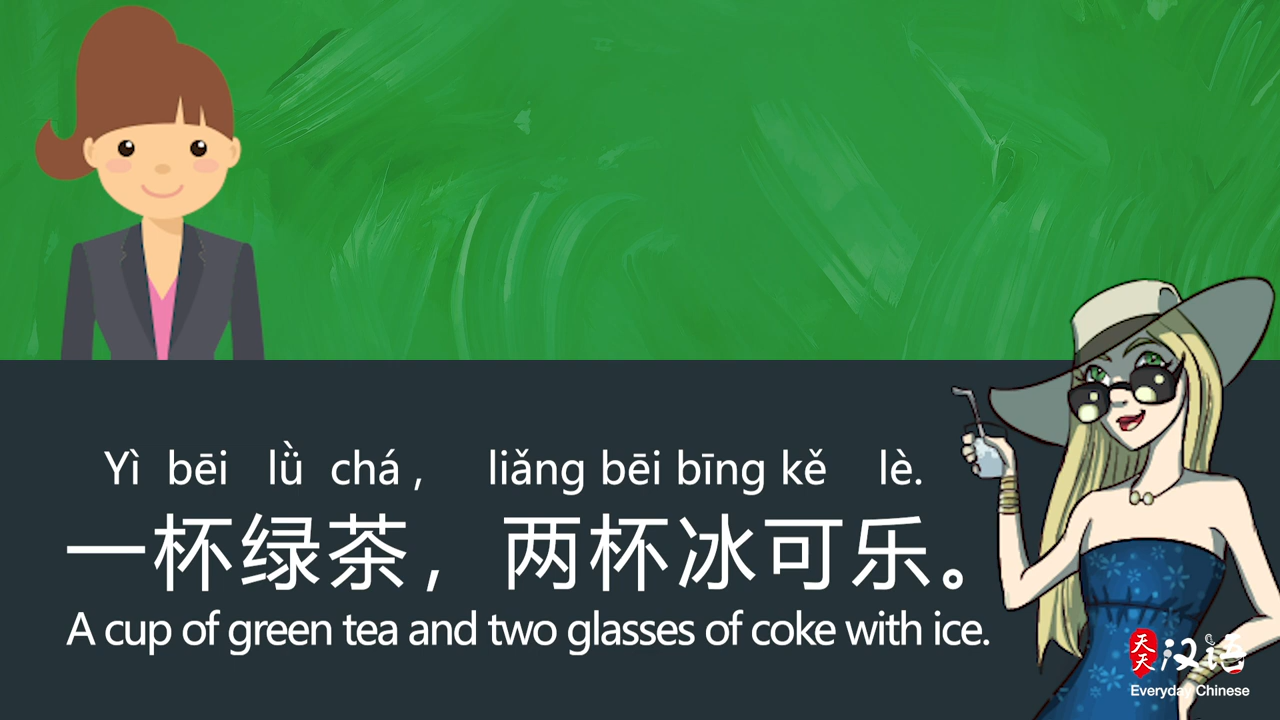 Yì bēi lǜ chá , liǎng bēi bīng kě lè.
一杯绿茶，两杯冰可乐。
A cup of green tea and two glasses of coke with ice.
天天汉语
Everyday Chinese